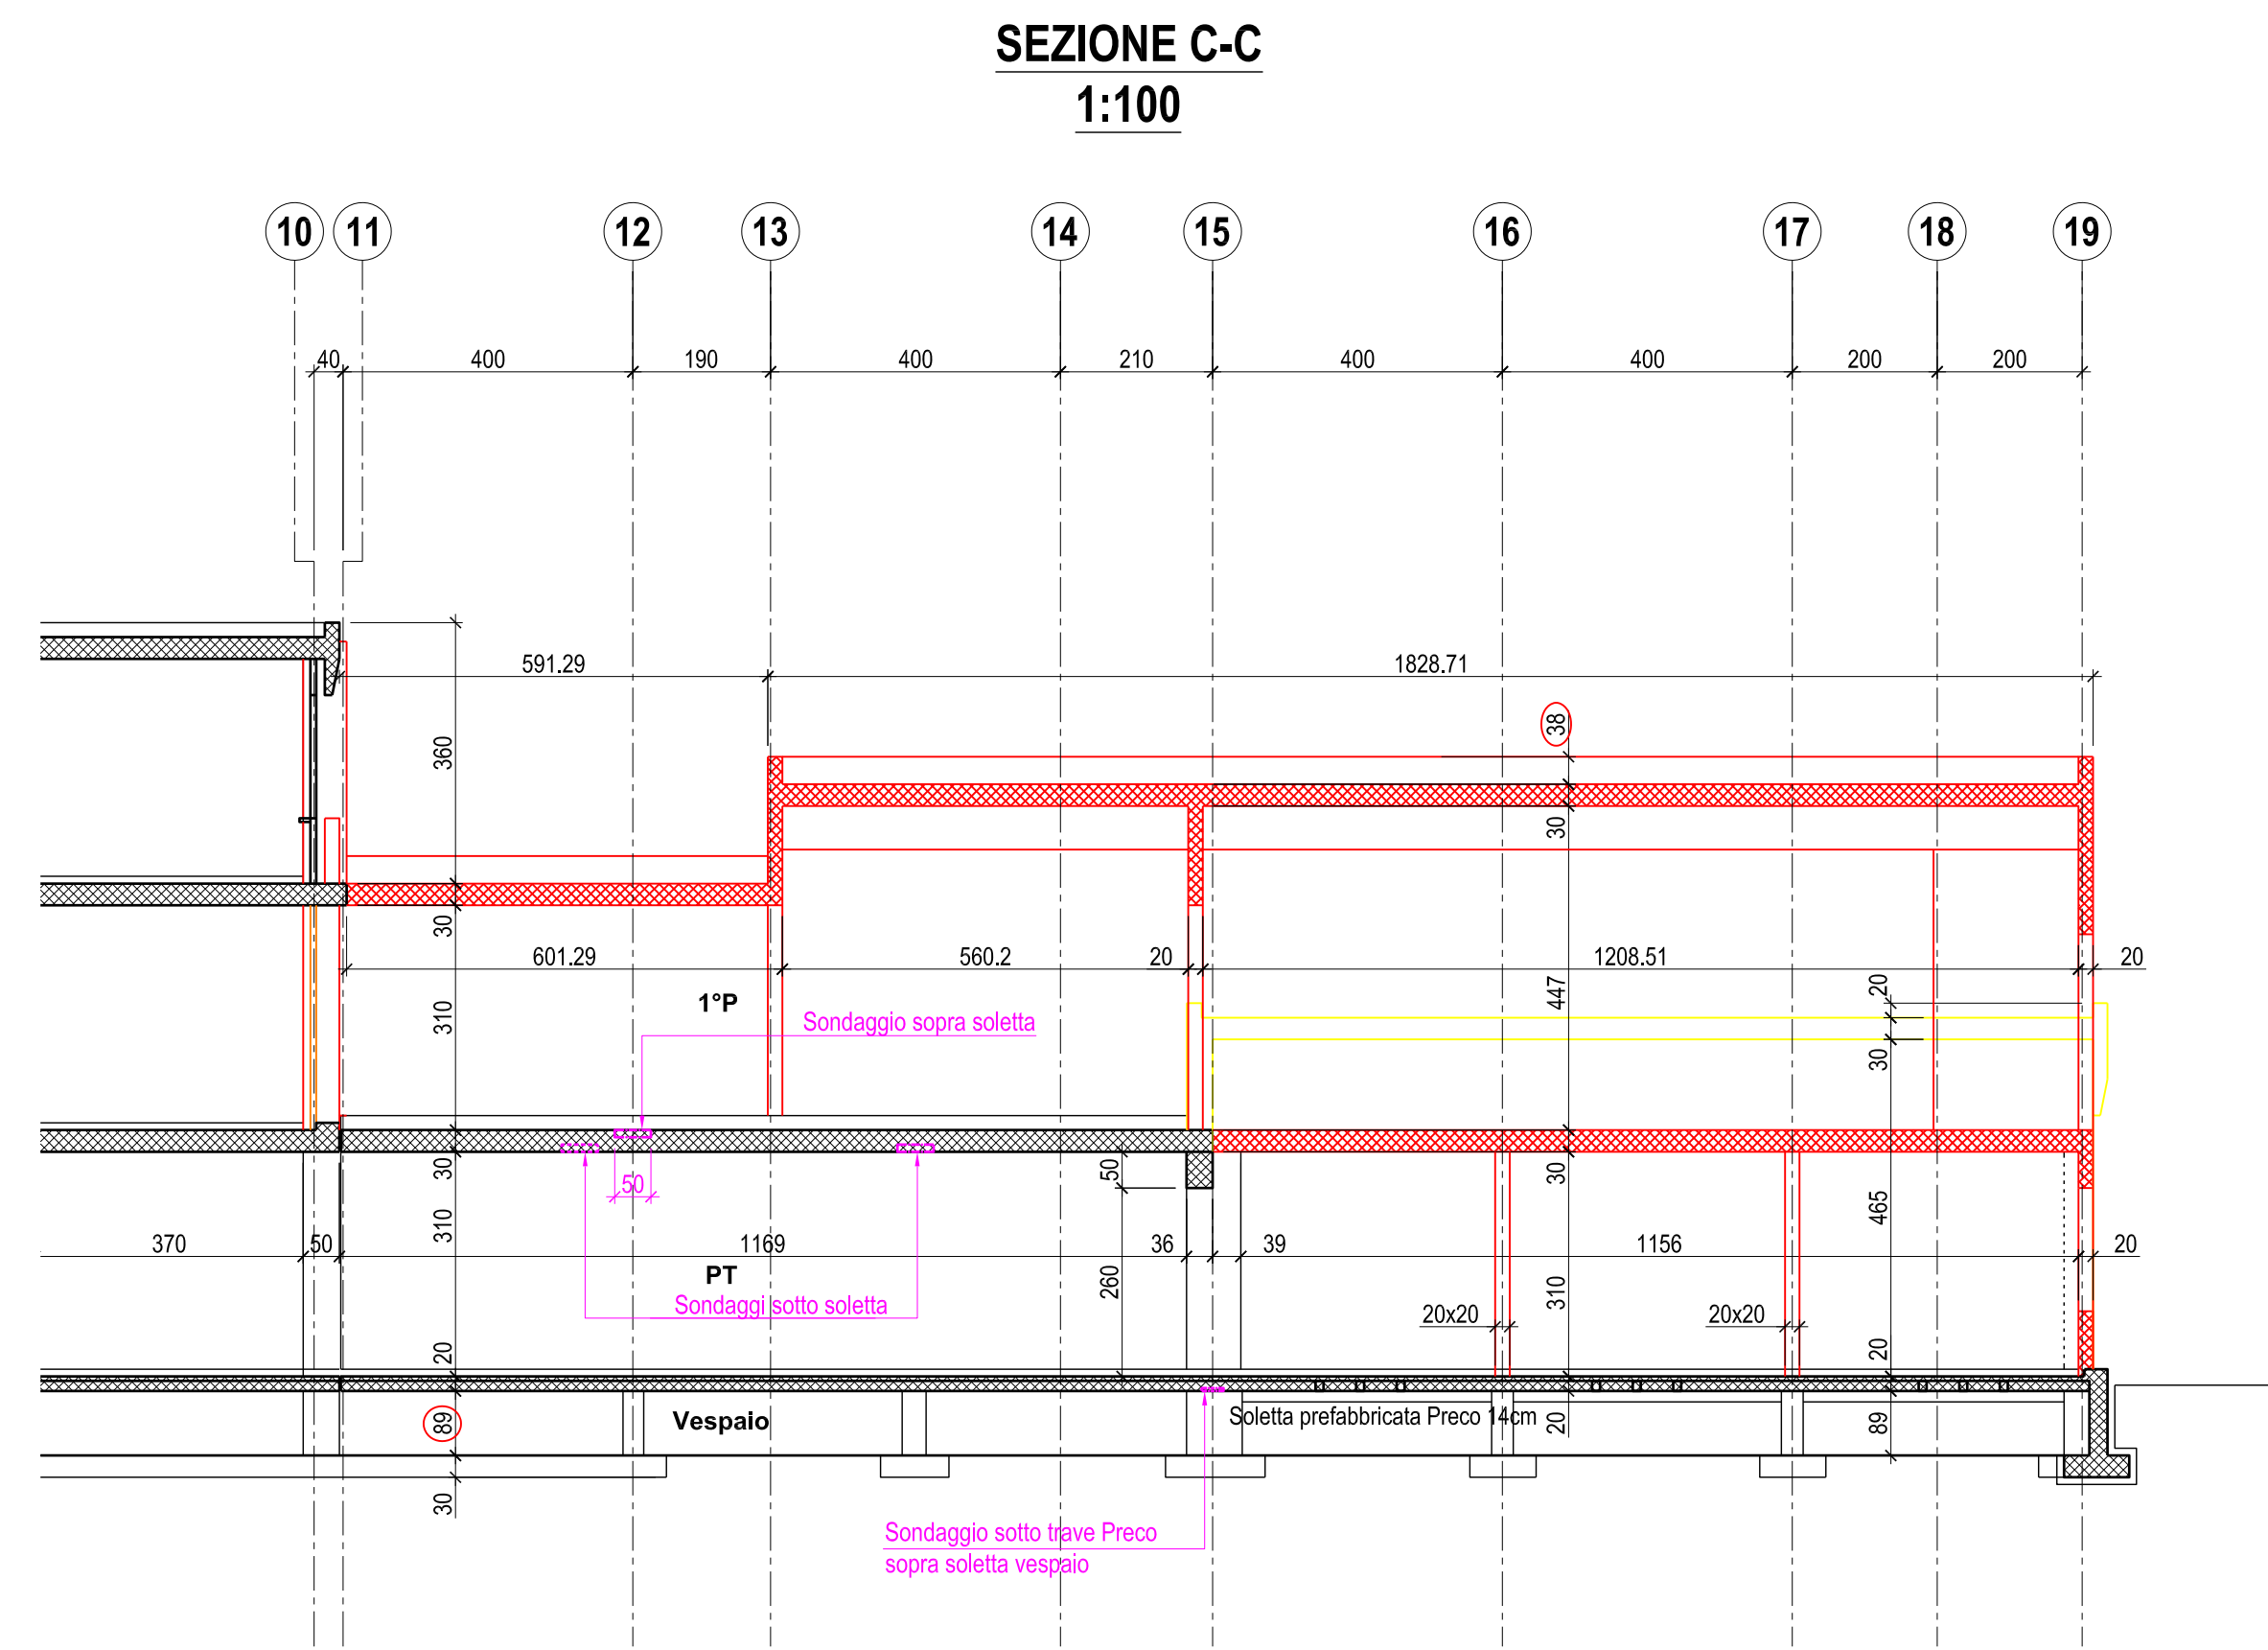 SEZIONE C-C
1:100
10 11 12 13 14 15 16 17 18 19
40 400 190 400 210 400 400 200 200
591.29 1828.71
38
360
30
30
601.29 560.2 20 1208.51 20
447
20
310
1°P
Sondaggio sopra soletta
30
30 50 30
50
465
310
370 50 1169 36 39 1156 20
PT
260 310
Sondaggi sotto soletta
20x20 20x20
20 20
Soletta prefabbricata Preco 14cm
Vespaio
89 20 89
30
Sondaggio sotto trave Preco
sopra soletta vespaio